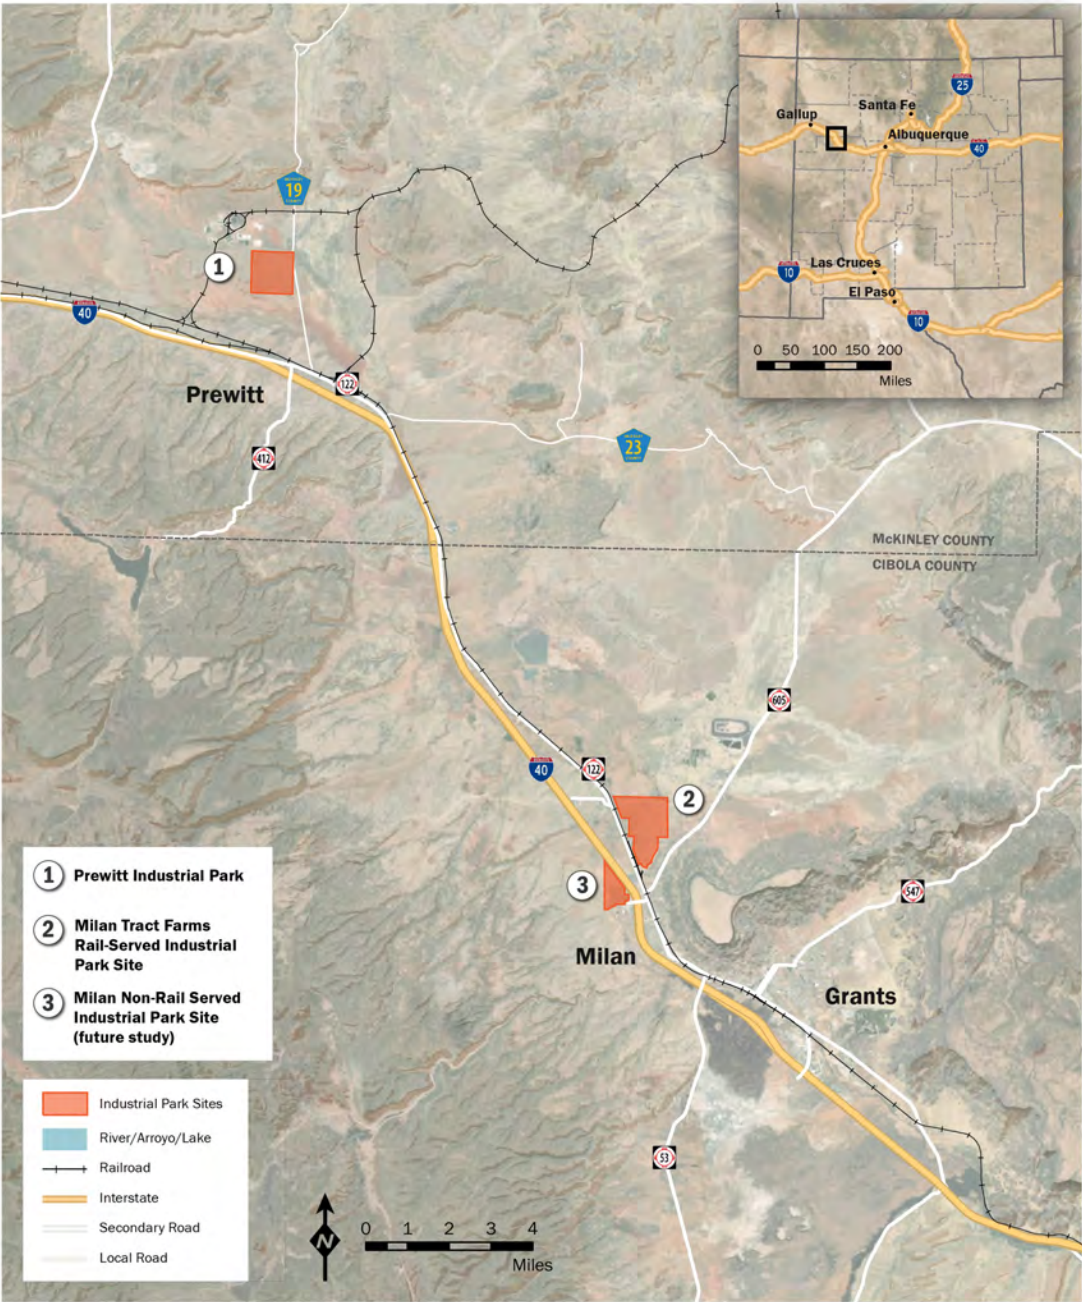 25
Gallup
Santa Fe
Albuquerque
40
Las Cruces
10
El Paso
10
0 50 100 150 200
Miles
19
1
40
122
Prewitt
23
412
McKINLEY COUNTY
CIBOLA COUNTY
605
40
122
2
3
547
Milan
Grants
53
1 Prewitt Industrial Park
2 Milan Tract Farms
Rail-Served Industrial
Park Site
3 Milan Non-Rail Served
Industrial Park Site
(future study)
Industrial Park Sites
River/Arroyo/Lake
Railroad
Interstate
Secondary Road
Local Road
N
0 1 2 3 4
Miles